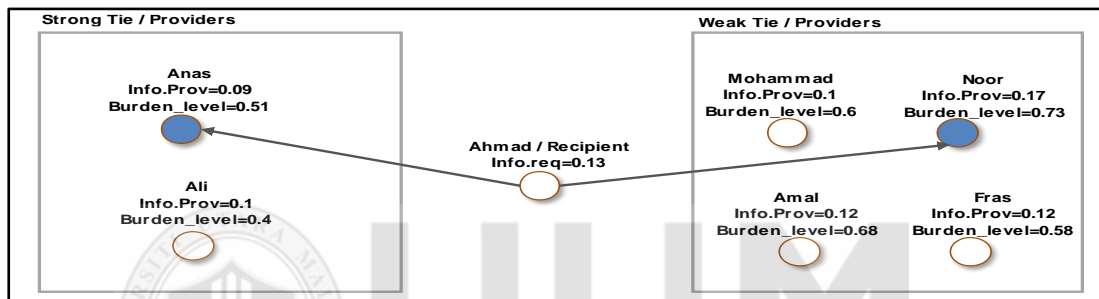 Strong Tie / Providers
Weak Tie / Providers
Anas
Info.Prov=0.09
Burden_level=0.51
Ali
Info.Prov=0.1
Burden_level=0.4
Ahmad / Recipient
Info.req=0.13
Mohammad
Info.Prov=0.1
Burden_level=0.6
Noor
Info.Prov=0.17
Burden_level=0.73
Amal
Info.Prov=0.12
Burden_level=0.68
Fras
Info.Prov=0.12
Burden_level=0.58